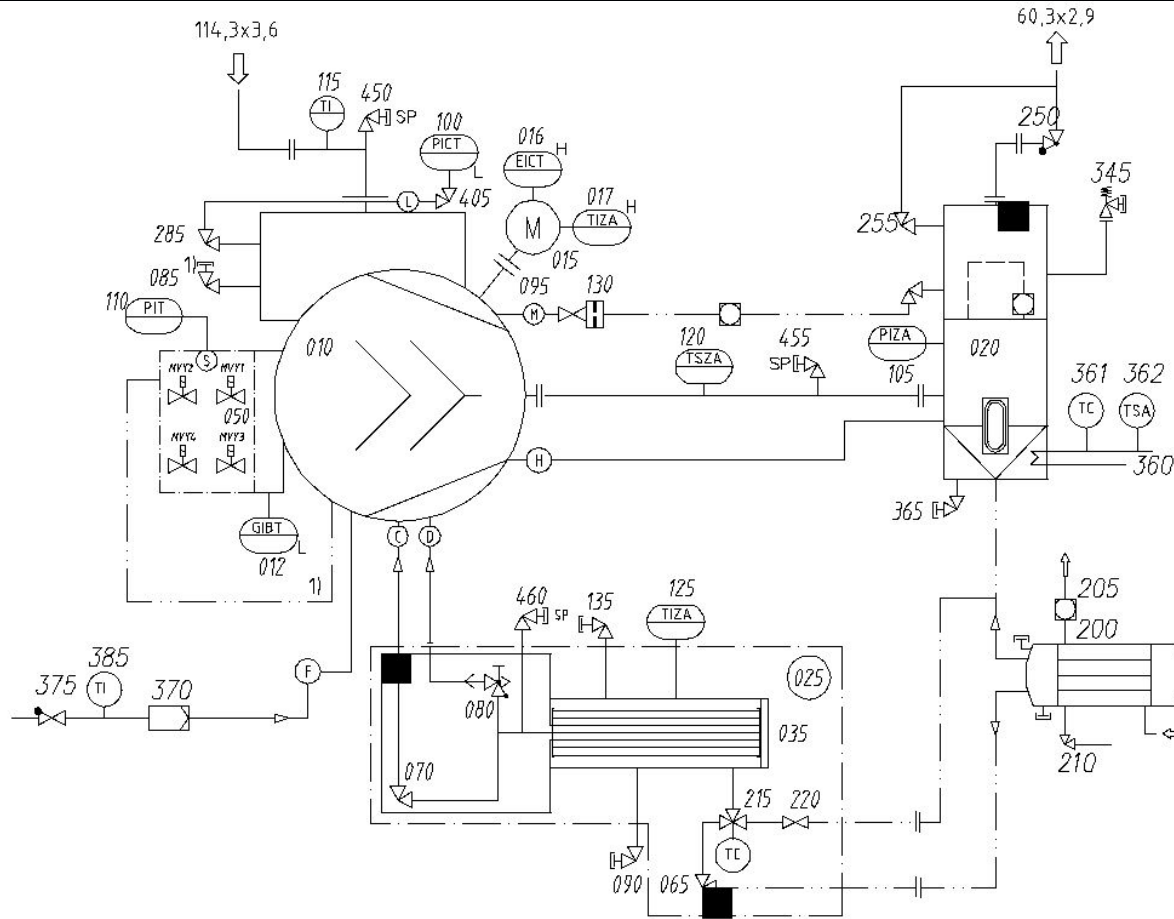 114,3x3,6
60,3x2,9
115
TI
450
SP
100
PICT
L
405
016
EICT
H
017
TIZA
H
M
015
250
345
255
285
1)
085
110
PIT
S
L
095
M
130
010
MVY2
MVY1
050
MVY4
MVY3
120
TSZA
455
SP
PIZA
105
020
361
TC
362
TSA
360
H
365
GIBT
L
012
1)
C
D
460
SP
135
125
TIZA
025
205
200
385
TI
375
370
F
080
035
070
210
215
220
TC
090
065